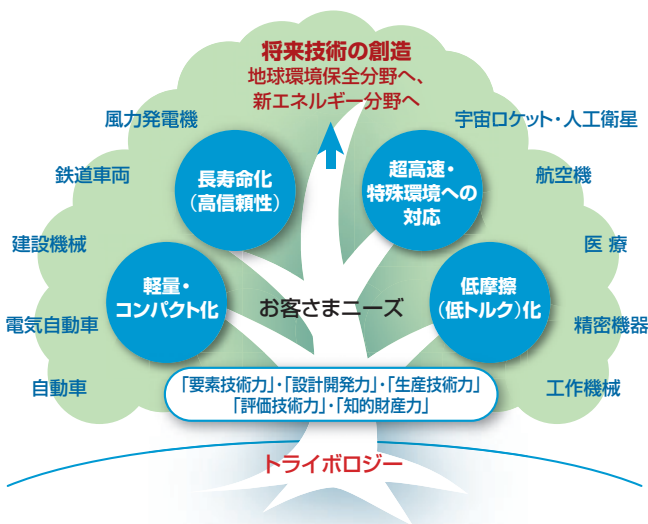 将来技術の創造
地球環境保全分野へ、
新エネルギー分野へ
風力発電機
宇宙ロケット・人工衛星
鉄道車両
長寿命化
（高信頼性）
超高速・
特殊環境への
対応
航空機
建設機械
医 療
軽量・
コンパクト化
お客さまニーズ
低摩擦
（低トルク）化
電気自動車
精密機器
自動車
「要素技術力」・「設計開発力」・「生産技術力」
「評価技術力」・「知的財産力」
工作機械
トライボロジー